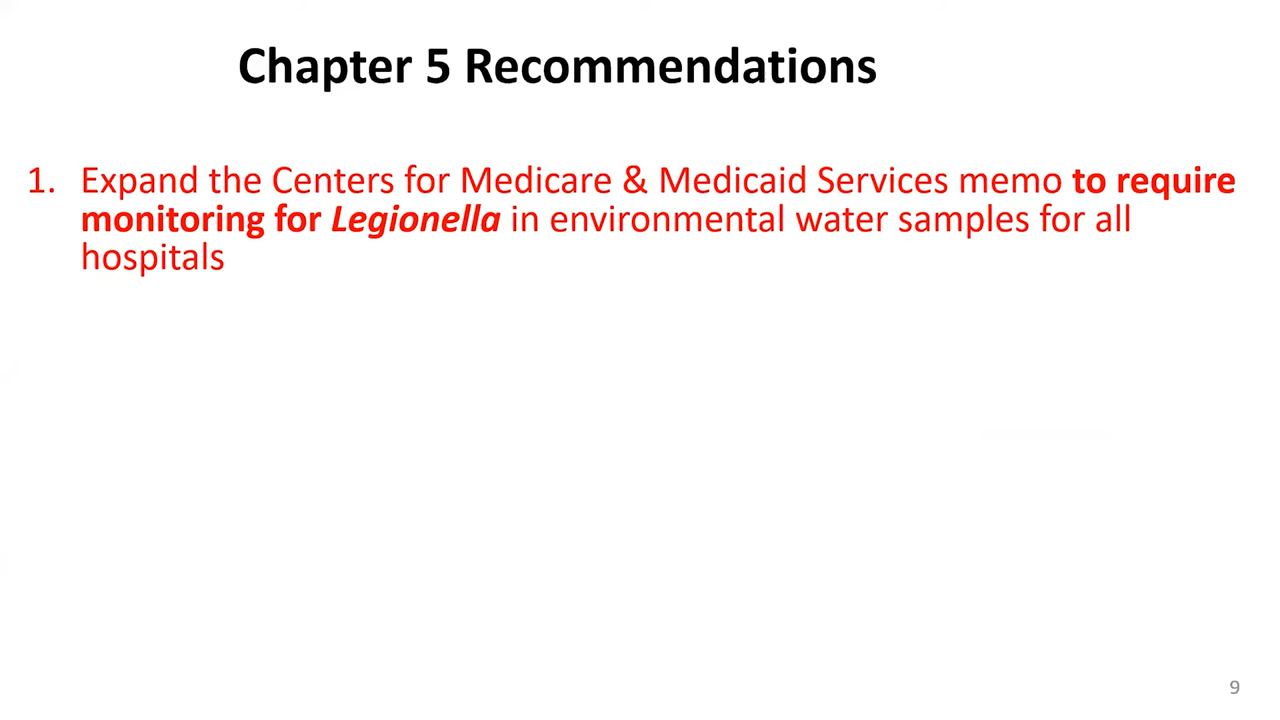 Chapter 5 Recommendations
1. Expand the Centers for Medicare & Medicaid Services memo to require
monitoring for Legionella in environmental water samples for all
hospitals
9